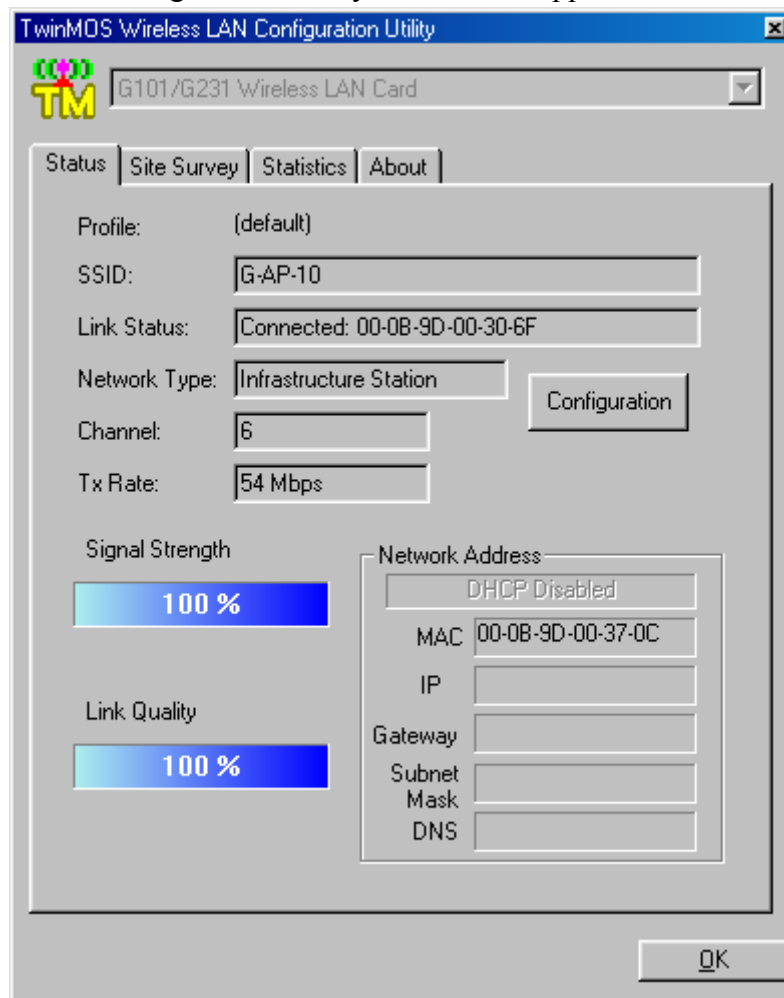 TwinMOS Wireless LAN Configuration Utility
TM
G101/G231 Wireless LAN Card
Status Site Survey Statistics About
Profile: (default)
SSID: G-AP-10
Link Status: Connected: 00-0B-9D-00-30-6F
Network Type: Infrastructure Station
Configuration
Channel: 6
Tx Rate: 54 Mbps
Signal Strength
100 %
Link Quality
100 %
Network Address
DHCP Disabled
MAC 00-0B-9D-00-37-0C
IP
Gateway
Subnet
Mask
DNS
OK